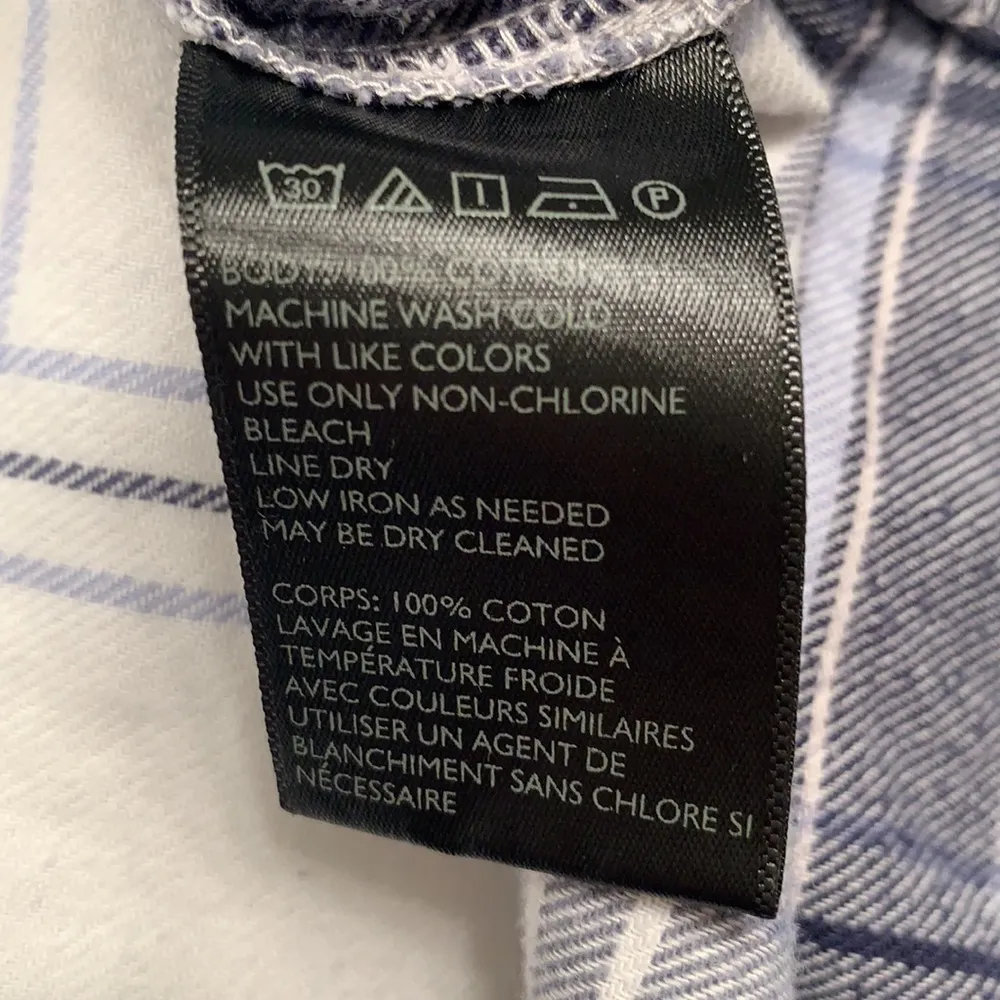 30 P
BODY: 100% COTTON
MACHINE WASH COLD
WITH LIKE COLORS
USE ONLY NON-CHLORINE
BLEACH
LINE DRY
LOW IRON AS NEEDED
MAY BE DRY CLEANED
CORPS: 100% COTON
LAVAGE EN MACHINE À
TEMPÉRATURE FROIDE
AVEC COULEURS SIMILAIRES
UTILISER UN AGENT DE
BLANCHIMENT SANS CHLORE SI
NÉCESSAIRE